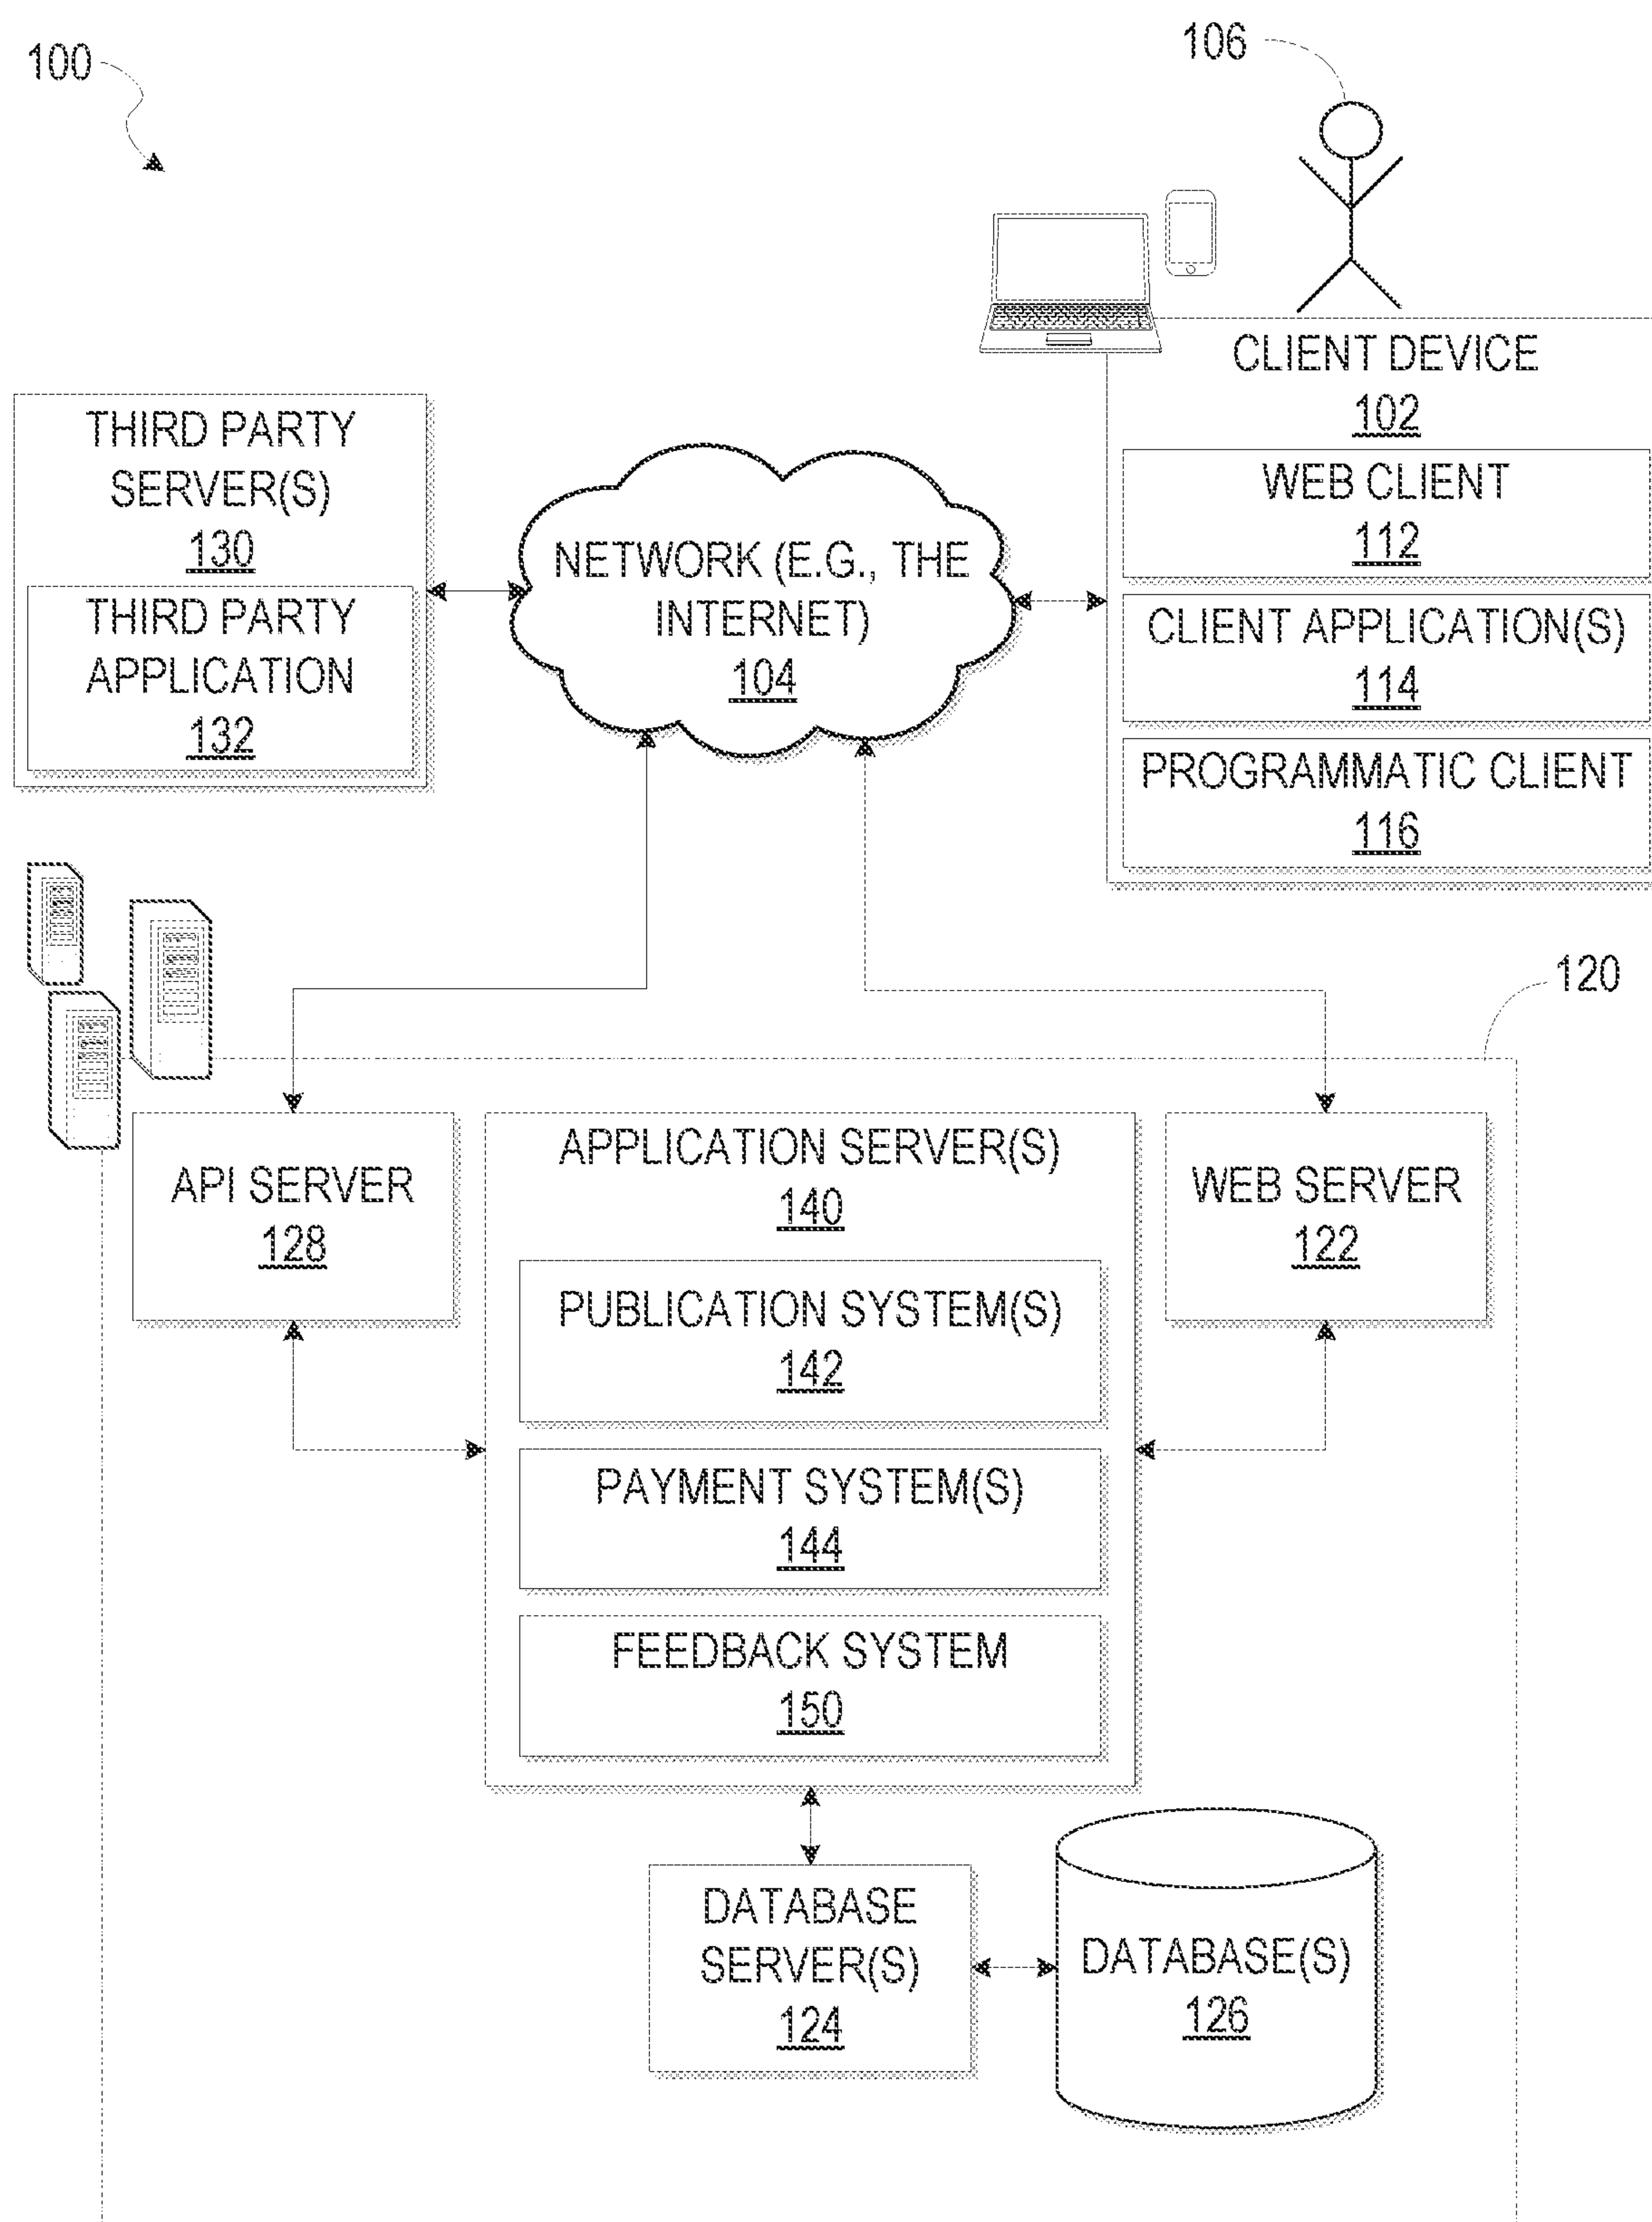 100
106
CLIENT DEVICE
102
WEB CLIENT
112
CLIENT APPLICATION(S)
114
PROGRAMMATIC CLIENT
116
THIRD PARTY
SERVER(S)
130
THIRD PARTY
APPLICATION
132
NETWORK (E.G., THE
INTERNET)
104
120
API SERVER
128
APPLICATION SERVER(S)
140
PUBLICATION SYSTEM(S)
142
PAYMENT SYSTEM(S)
144
FEEDBACK SYSTEM
150
WEB SERVER
122
DATABASE
SERVER(S)
124
DATABASE(S)
126